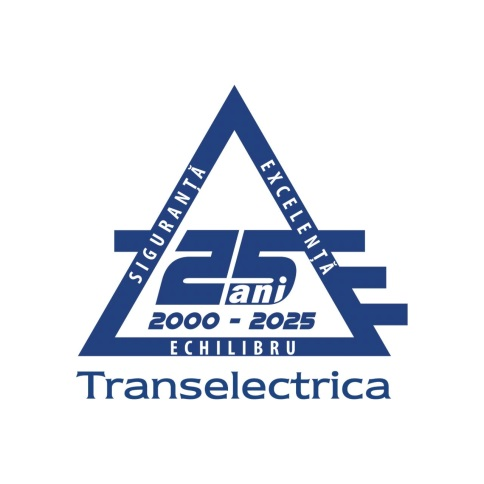 SIGURANȚĂ
EXCELENȚĂ
25
ani
2000 - 2025
ECHILIBRU
Transelectrica